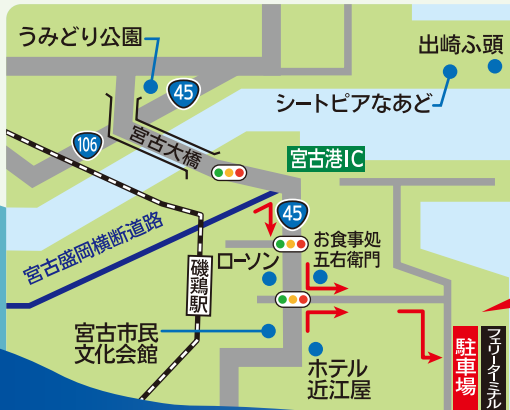 うみどり公園
出崎ふ頭
45
シートピアなあど
106
宮古大橋
宮古港IC
45
宮古盛岡横断道路
お食事処
五右衛門
ローソン
磯鶏駅
宮古市民
文化会館
ホテル
近江屋
駐車場
フェリーターミナル